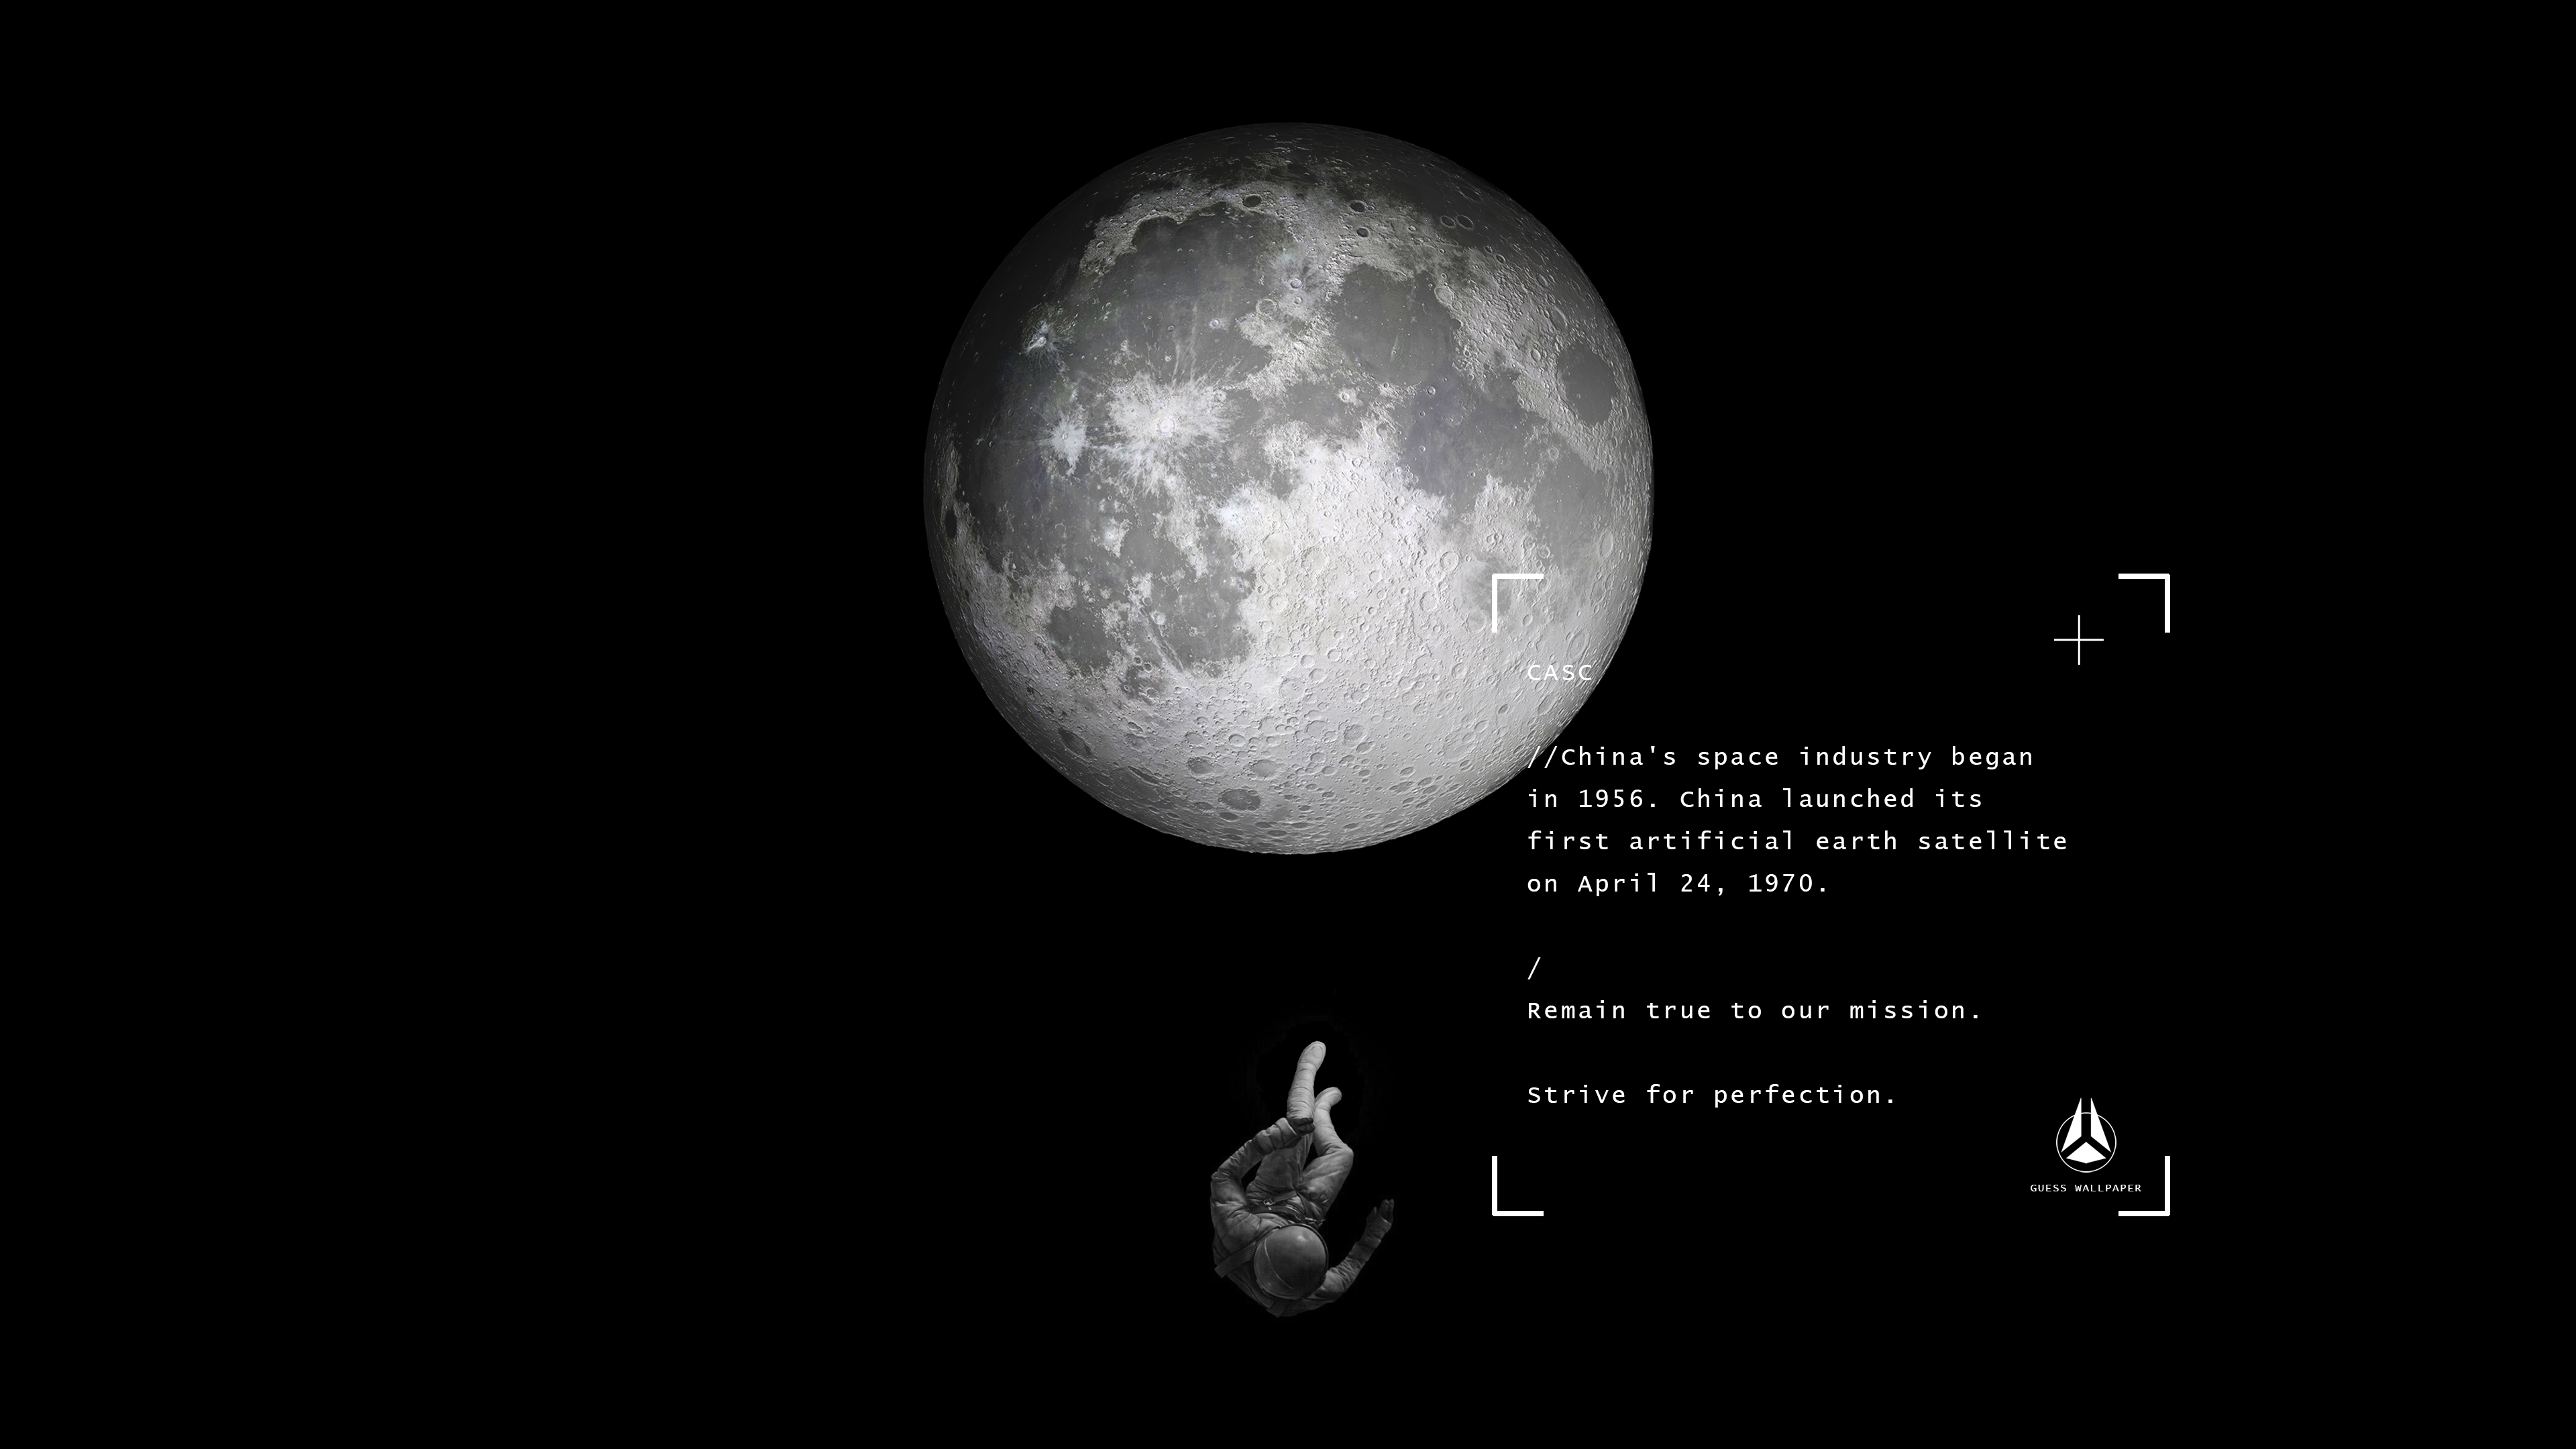 CASC
//China's space industry began
in 1956. China launched its
first artificial earth satellite
on April 24, 1970.
/
Remain true to our mission.
Strive for perfection.
GUESS WALLPAPER